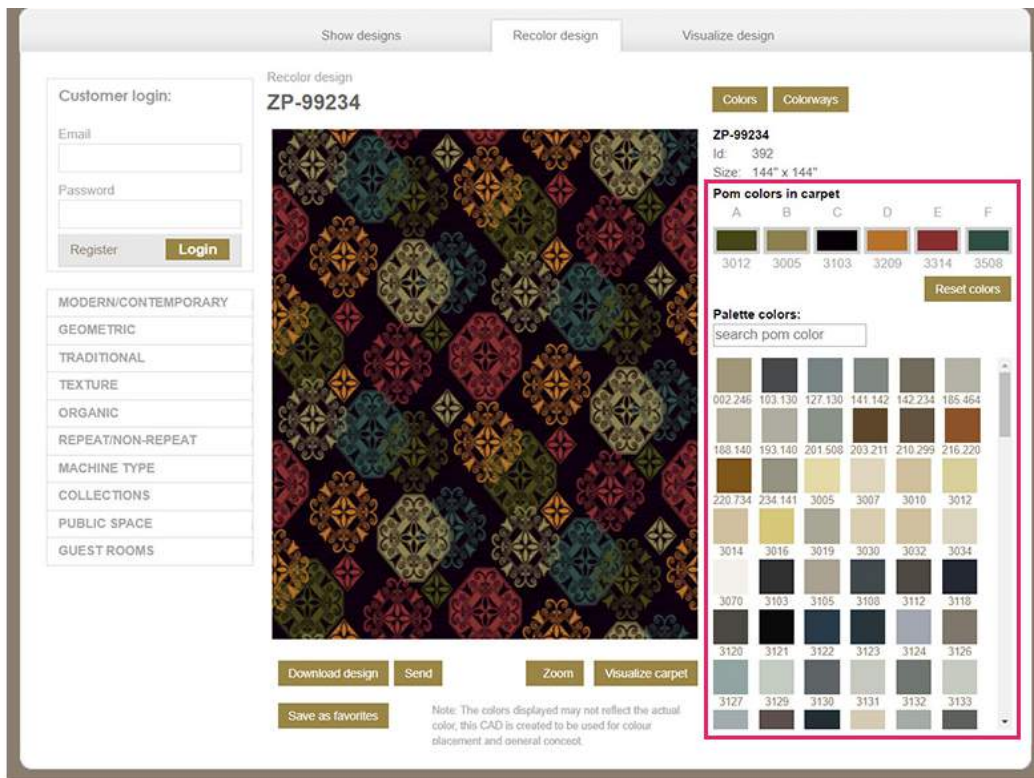 Show designs
Recolor design
Visualize design
Customer login:
Email
Password
Register
Login
MODERN/CONTEMPORARY
GEOMETRIC
TRADITIONAL
TEXTURE
ORGANIC
REPEAT/NON-REPEAT
MACHINE TYPE
COLLECTIONS
PUBLIC SPACE
GUEST ROOMS
Recolor design
ZP-99234
Download design
Send
Zoom
Visualize carpet
Save as favorites
Note: The colors displayed may not reflect the actual
color, this CAD is created to be used for colour
placement and general concept.
Colors
Colorways
ZP-99234
Id: 392
Size: 144" x 144"
Pom colors in carpet
A B C D E F
3012 3005 3103 3209 3314 3508
Reset colors
Palette colors:
search pom color
002.246 103.130 127.130 141.142 142.234 185.464
188.140 193.140 201.508 203.211 210.299 216.220
220.734 234.141 3005 3007 3010 3012
3014 3016 3019 3030 3032 3034
3070 3103 3105 3108 3112 3118
3120 3121 3122 3123 3124 3126
3127 3129 3130 3131 3132 3133